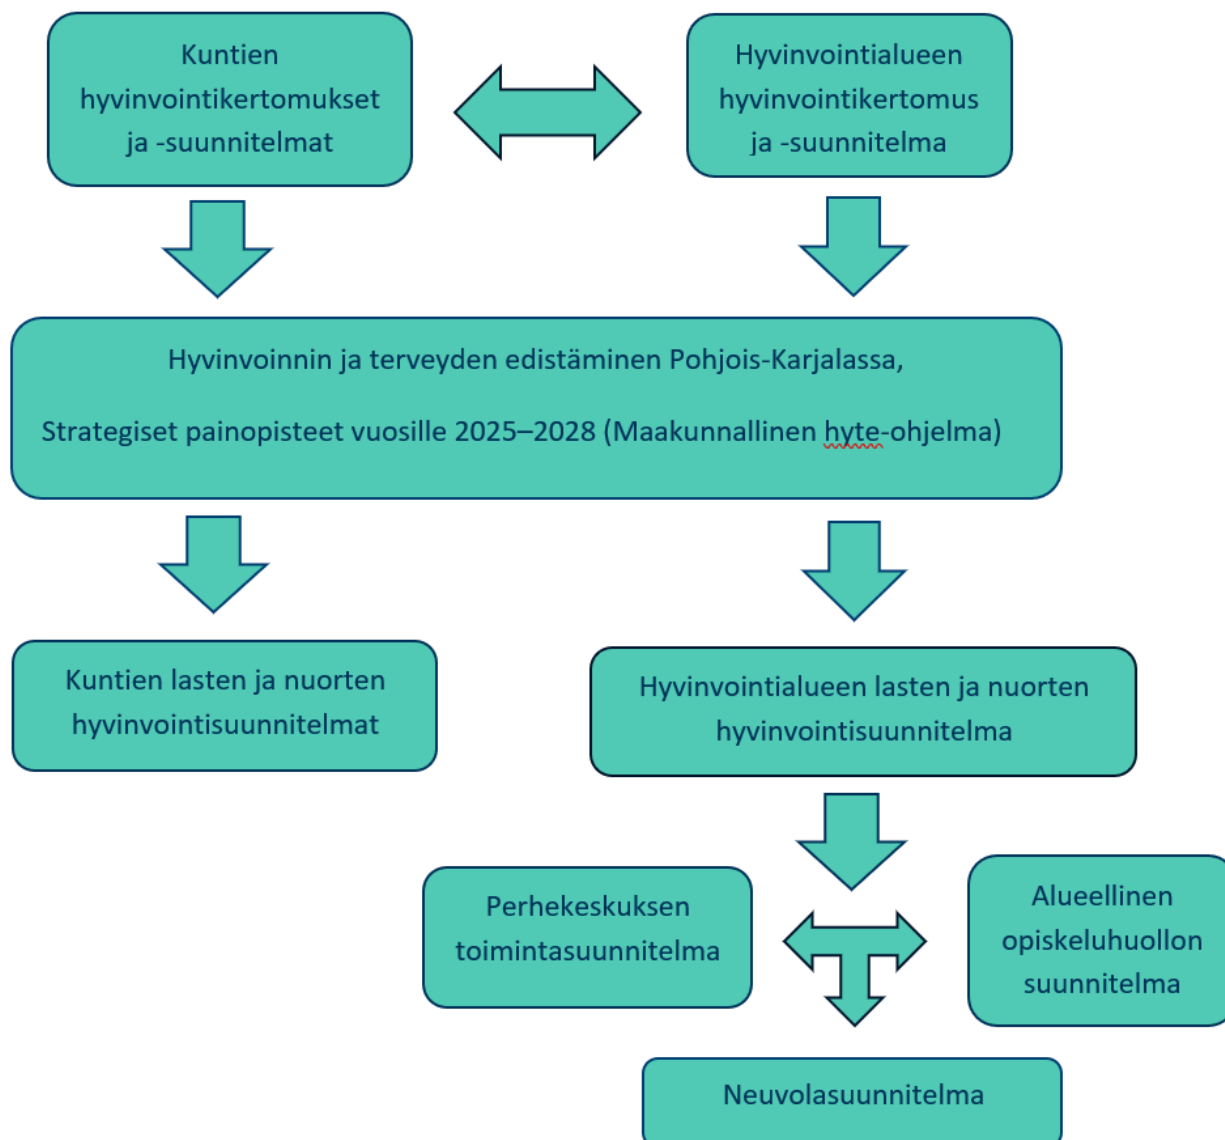 Kuntien
hyvinvointikertomukset
ja -suunnitelmat
Hyvinvointialueen
hyvinvointikertomus
ja -suunnitelma
Hyvinvoinnin ja terveyden edistäminen Pohjois-Karjalassa,
Strategiset painopisteet vuosille 2025–2028 (Maakunnallinen hyte-ohjelma)
Kuntien lasten ja nuorten
hyvinvointisuunnitelmat
Hyvinvointialueen lasten ja nuorten
hyvinvointisuunnitelma
Perhekeskuksen
toimintasuunnitelma
Alueellinen
opiskeluhuollon
suunnitelma
Neuvolasuunnitelma